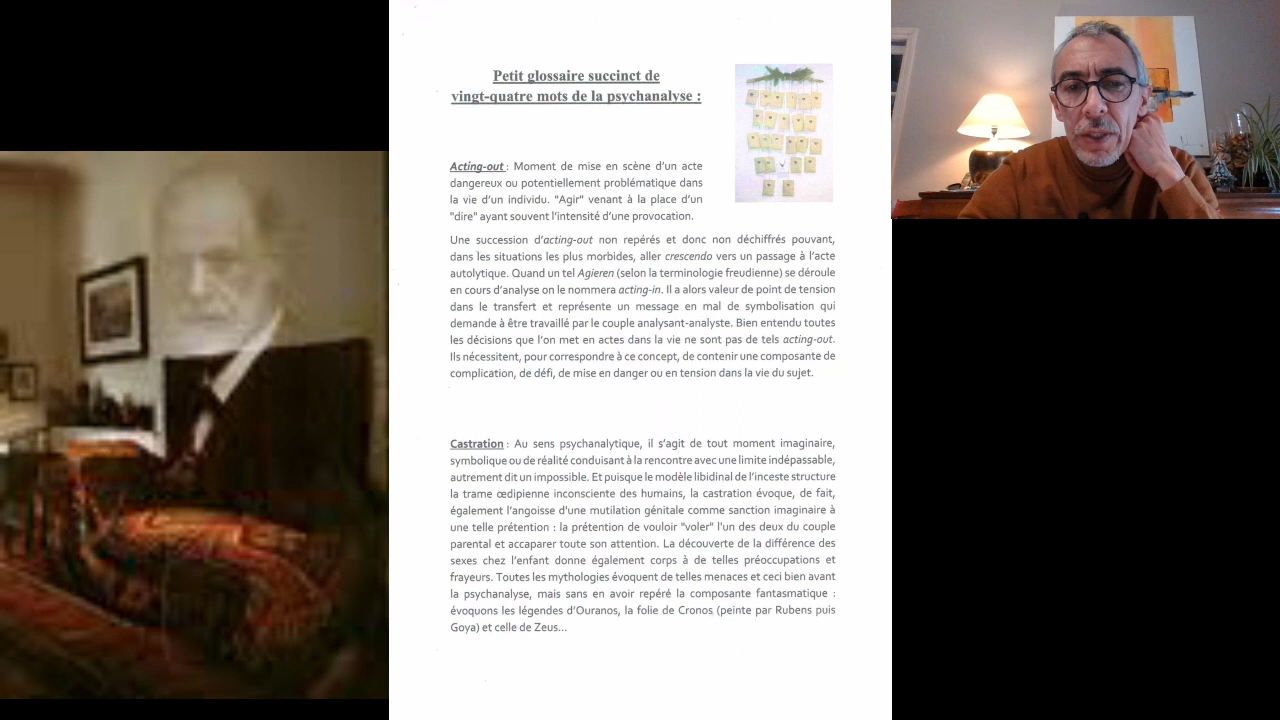 Petit glossaire succinct de
vingt-quatre mots de la psychanalyse :
Acting-out : Moment de mise en scène d'un acte
dangereux ou potentiellement problématique dans
la vie d'un individu. "Agir" venant à la place d'un
"dire" ayant souvent l'intensité d'une provocation.
Une succession d'acting-out non repérés et donc non déchiffrés pouvant,
dans les situations les plus morbides, aller crescendo vers un passage à l'acte
autolytique. Quand un tel Agieren (selon la terminologie freudienne) se déroule
en cours d'analyse on le nommera acting-in. Il a alors valeur de point de tension
dans le transfert et représente un message en mal de symbolisation qui
demande à être travaillé par le couple analysant-analyste. Bien entendu toutes
les décisions que l'on met en actes dans la vie ne sont pas de tels acting-out.
Ils nécessitent, pour correspondre à ce concept, de contenir une composante de
complication, de défi, de mise en danger ou en tension dans la vie du sujet.
Castration : Au sens psychanalytique, il s'agit de tout moment imaginaire,
symbolique ou de réalité conduisant à la rencontre avec une limite indépassable,
autrement dit un impossible. Et puisque le modèle libidinal de l'inceste structure
la trame œdipienne inconsciente des humains, la castration évoque, de fait,
également l'angoisse d'une mutilation génitale comme sanction imaginaire à
une telle prétention : la prétention de vouloir "voler" l'un des deux du couple
parental et accaparer toute son attention. La découverte de la différence des
sexes chez l'enfant donne également corps à de telles préoccupations et
frayeurs. Toutes les mythologies évoquent de telles menaces et ceci bien avant
la psychanalyse, mais sans en avoir repéré la composante fantasmatique :
évoquons les légendes d'Ouranos, la folie de Cronos (peinte par Rubens puis
Goya) et celle de Zeus...